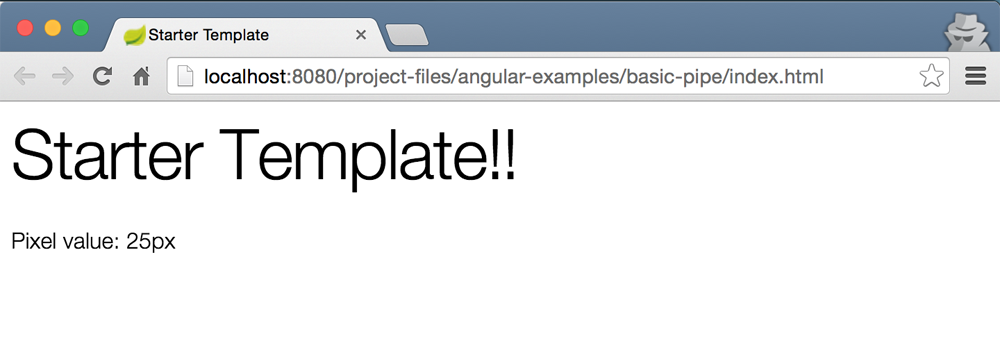 Starter Template
localhost:8080/project-files/angular-examples/basic-pipe/index.html
Starter Template!!
Pixel value: 25px